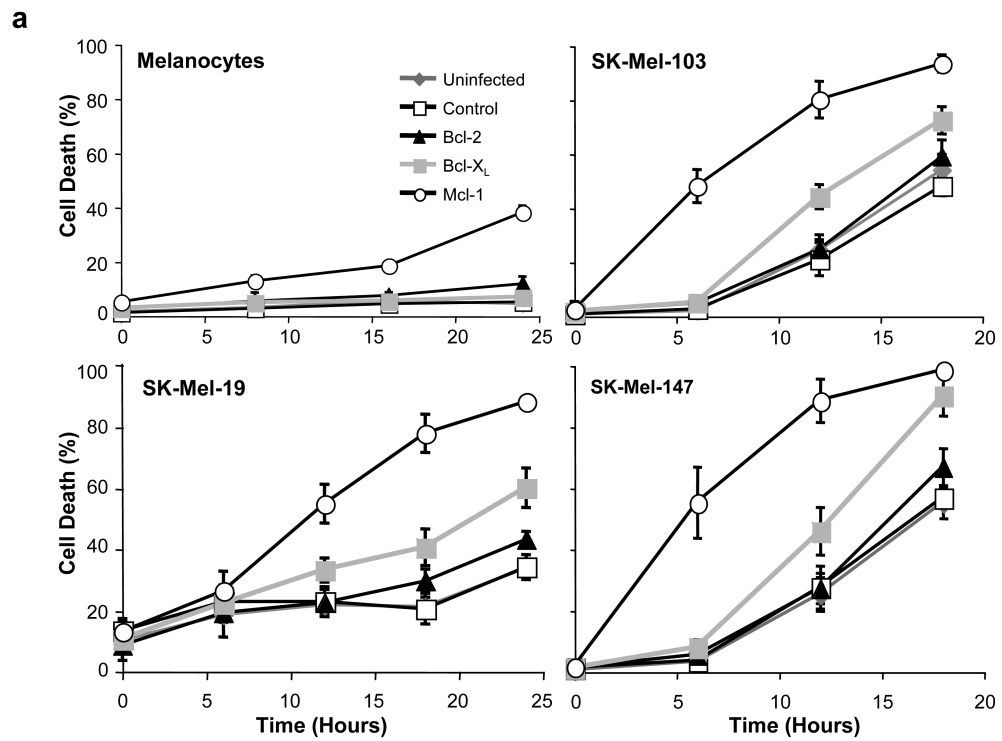 a
Melanocytes
Uninfected
Control
Bcl-2
Bcl-XL
Mcl-1
Cell Death (%)
100
80
60
40
20
0
0 5 10 15 20 25
SK-Mel-103
0 5 10 15 20
SK-Mel-19
Cell Death (%)
100
80
60
40
20
0
0 5 10 15 20 25
Time (Hours)
SK-Mel-147
0 5 10 15 20
Time (Hours)